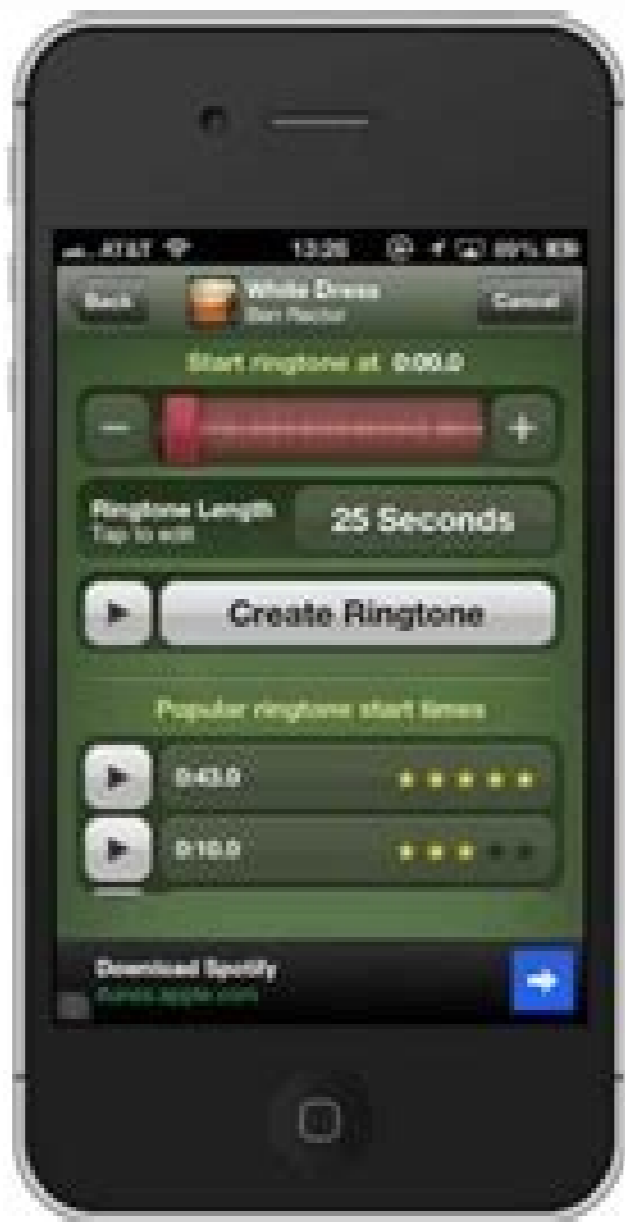 AT&T 13:26 89%
Back White Dress Cancel
Ben Rector
Start ringtone at 0:00.0
− +
Ringtone Length 25 Seconds
Tap to edit
Create Ringtone
Popular ringtone start times
0:43.0
0:10.0
Download Spotify
itunes.apple.com